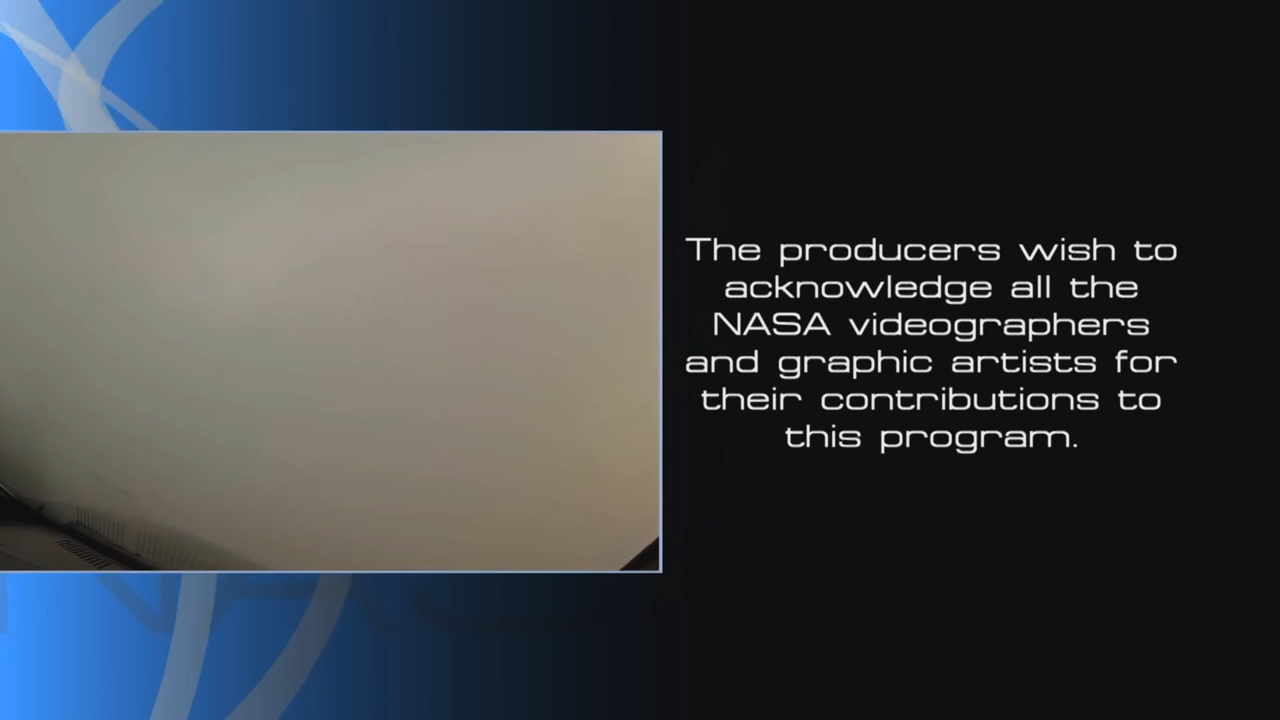 The producers wish to
acknowledge all the
NASA videographers
and graphic artists for
their contributions to
this program.